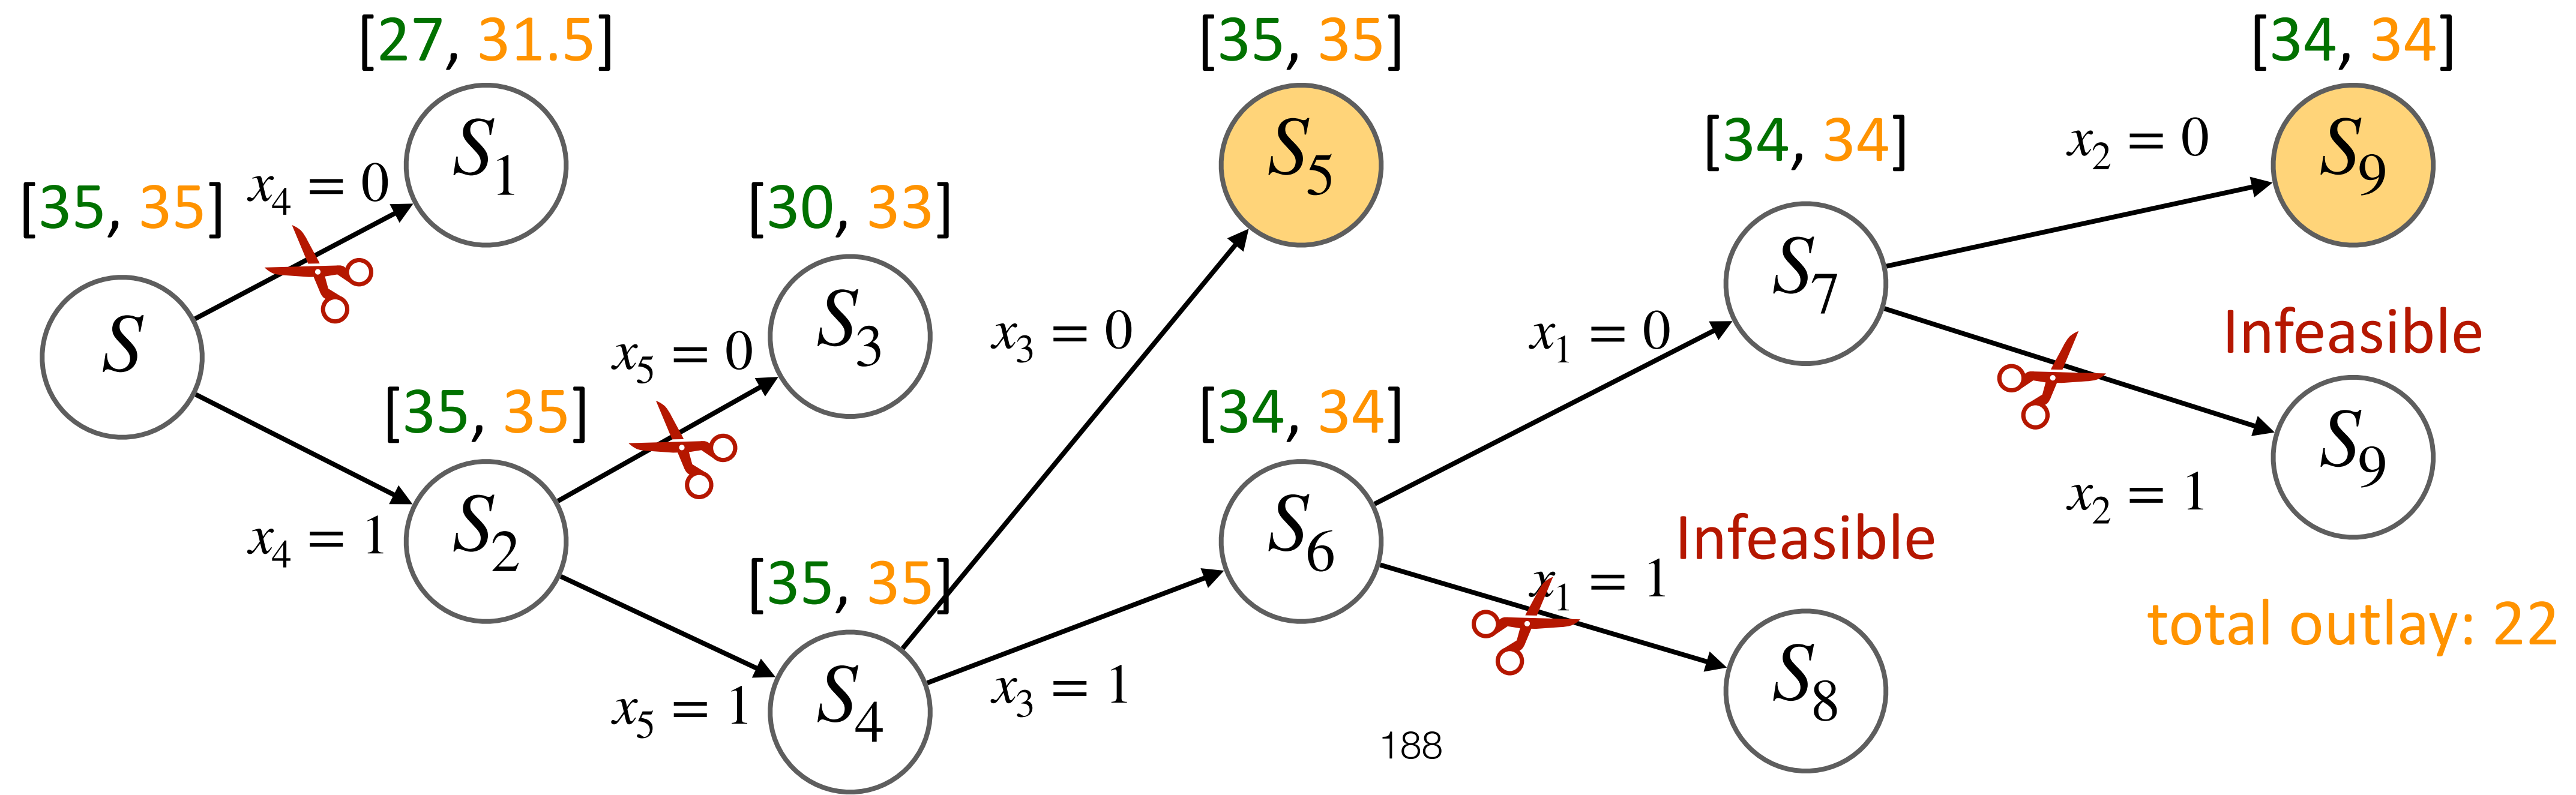 [27, 31.5]
[35, 35]
[34, 34]
S₁
S₅
[34, 34]
x₂ = 0
S₉
x₄ = 0
[35, 35]
[30, 33]
S₇
S
S₃
x₃ = 0
x₁ = 0
Infeasible
x₅ = 0
[35, 35]
[34, 34]
S₉
x₂ = 1
x₄ = 1
S₂
S₆
Infeasible
[35, 35]
x₁ = 1
total outlay: 22
x₅ = 1
S₄
x₃ = 1
S₈
188